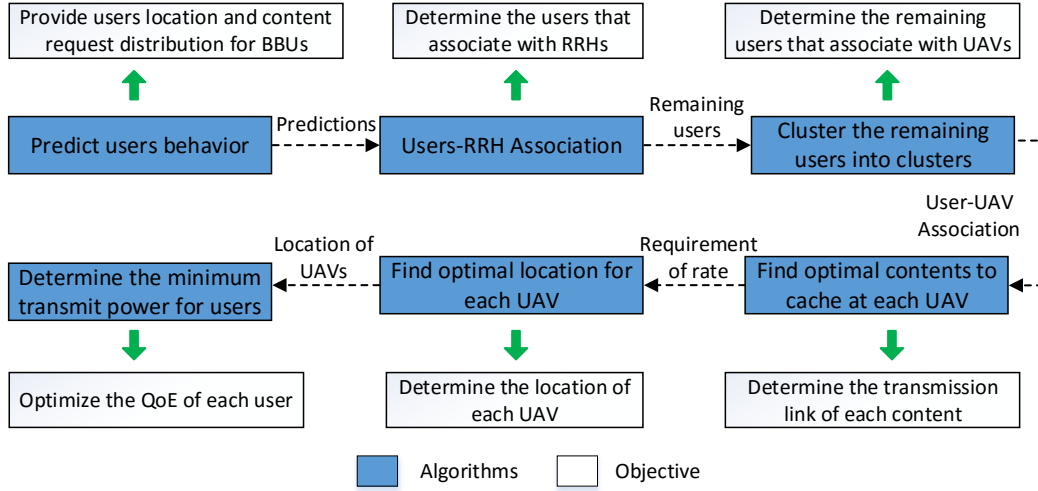 Provide users location and content
request distribution for BBUs
Determine the users that
associate with RRHs
Determine the remaining
users that associate with UAVs
Predict users behavior
Predictions
Users-RRH Association
Remaining
users
Cluster the remaining
users into clusters
User-UAV
Association
Determine the minimum
transmit power for users
Location of
UAVs
Find optimal location for
each UAV
Requirement
of rate
Find optimal contents to
cache at each UAV
Optimize the QoE of each user
Determine the location of
each UAV
Determine the transmission
link of each content
Algorithms
Objective